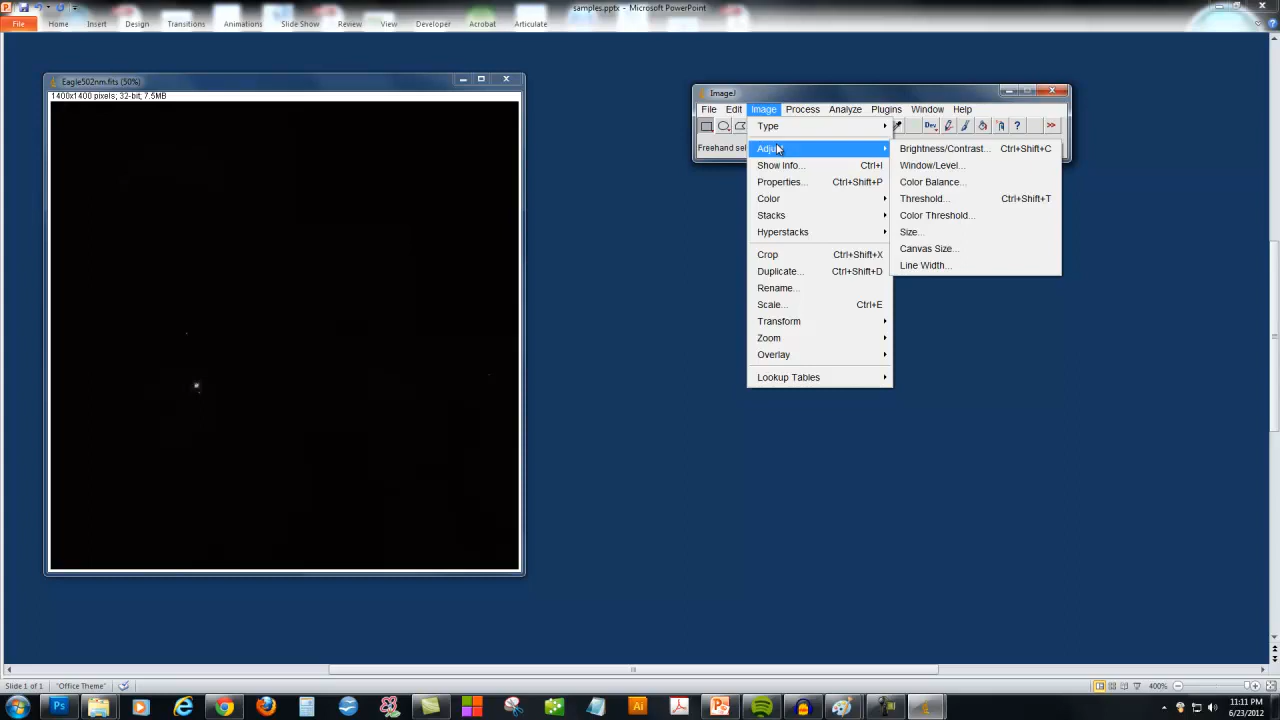 samples.pptx - Microsoft PowerPoint
File Home Insert Design Transitions Animations Slide Show Review View Developer Acrobat Articulate
Eagle502nm.fits (50%)
1400x1400 pixels; 32-bit; 7.5MB
ImageJ
File Edit Image Process Analyze Plugins Window Help
Dev >>
Freehand sel
Type
Adju
Show Info... Ctrl+I
Properties... Ctrl+Shift+P
Color
Stacks
Hyperstacks
Crop Ctrl+Shift+X
Duplicate... Ctrl+Shift+D
Rename...
Scale... Ctrl+E
Transform
Zoom
Overlay
Lookup Tables
Brightness/Contrast... Ctrl+Shift+C
Window/Level...
Color Balance...
Threshold... Ctrl+Shift+T
Color Threshold...
Size...
Canvas Size...
Line Width...
Slide 1 of 1 "Office Theme" 400%
11:11 PM
6/23/2012